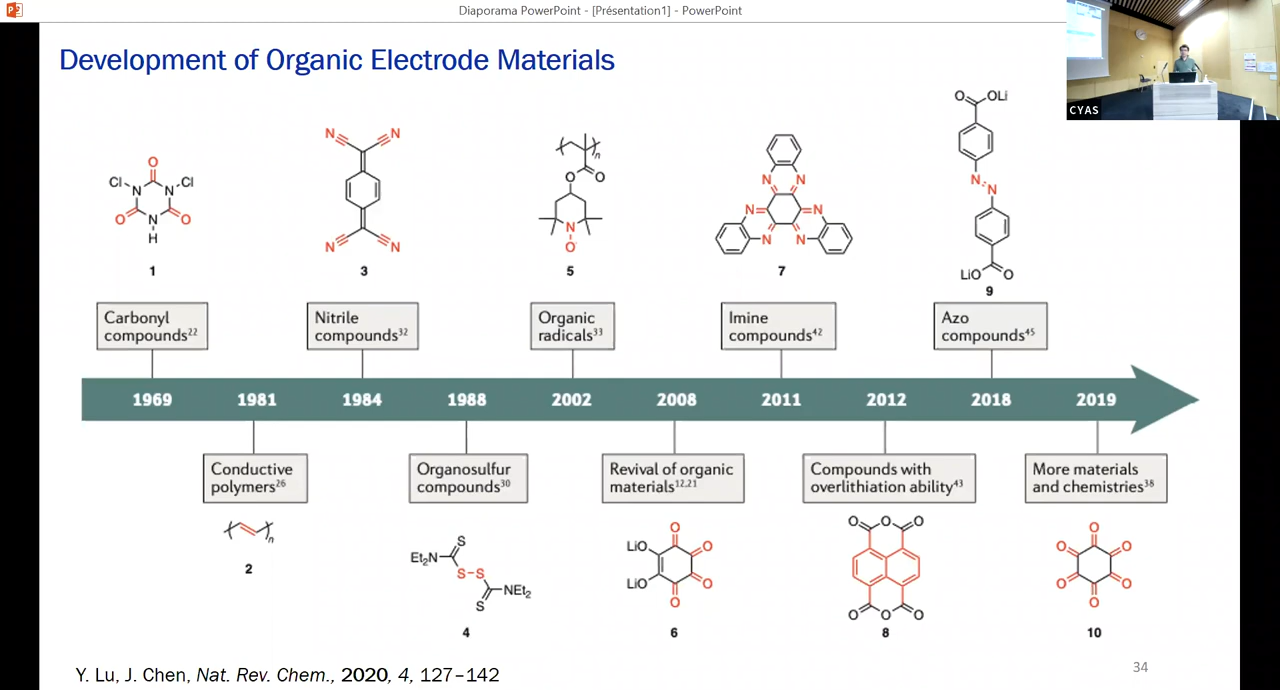 Diaporama PowerPoint - [Présentation1] - PowerPoint
CYAS
Development of Organic Electrode Materials
O
Cl
N
N
Cl
O
N
O
H
1
N
N
N
N
3
n
O
O
N
O
5
N
N
N
N
N
N
7
O
OLi
N
N
LiO
O
9
Carbonyl
compounds22
Nitrile
compounds32
Organic
radicals33
Imine
compounds42
Azo
compounds45
1969 1981 1984 1988 2002 2008 2011 2012 2018 2019
Conductive
polymers26
Organosulfur
compounds30
Revival of organic
materials12,21
Compounds with
overlithiation ability43
More materials
and chemistries38
n
2
Et2N
S
S-S
NEt2
S
4
O
LiO
O
LiO
O
O
6
O
O
O
O
O
O
8
O
O
O
O
O
O
10
Y. Lu, J. Chen, Nat. Rev. Chem., 2020, 4, 127–142
34